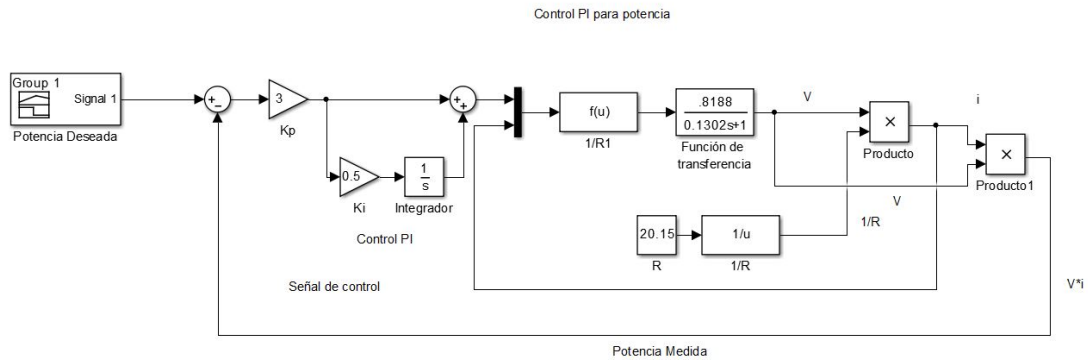 Control PI para potencia
Group 1
Signal 1
Potencia Deseada
+
−
3
Kp
0.5
Ki
1
s
Integrador
+
+
Control PI
Señal de control
f(u)
1/R1
.8188
0.1302s+1
Función de
transferencia
V
×
Producto
i
×
Producto1
V
1/R
20.15
R
1/u
1/R
V*i
Potencia Medida